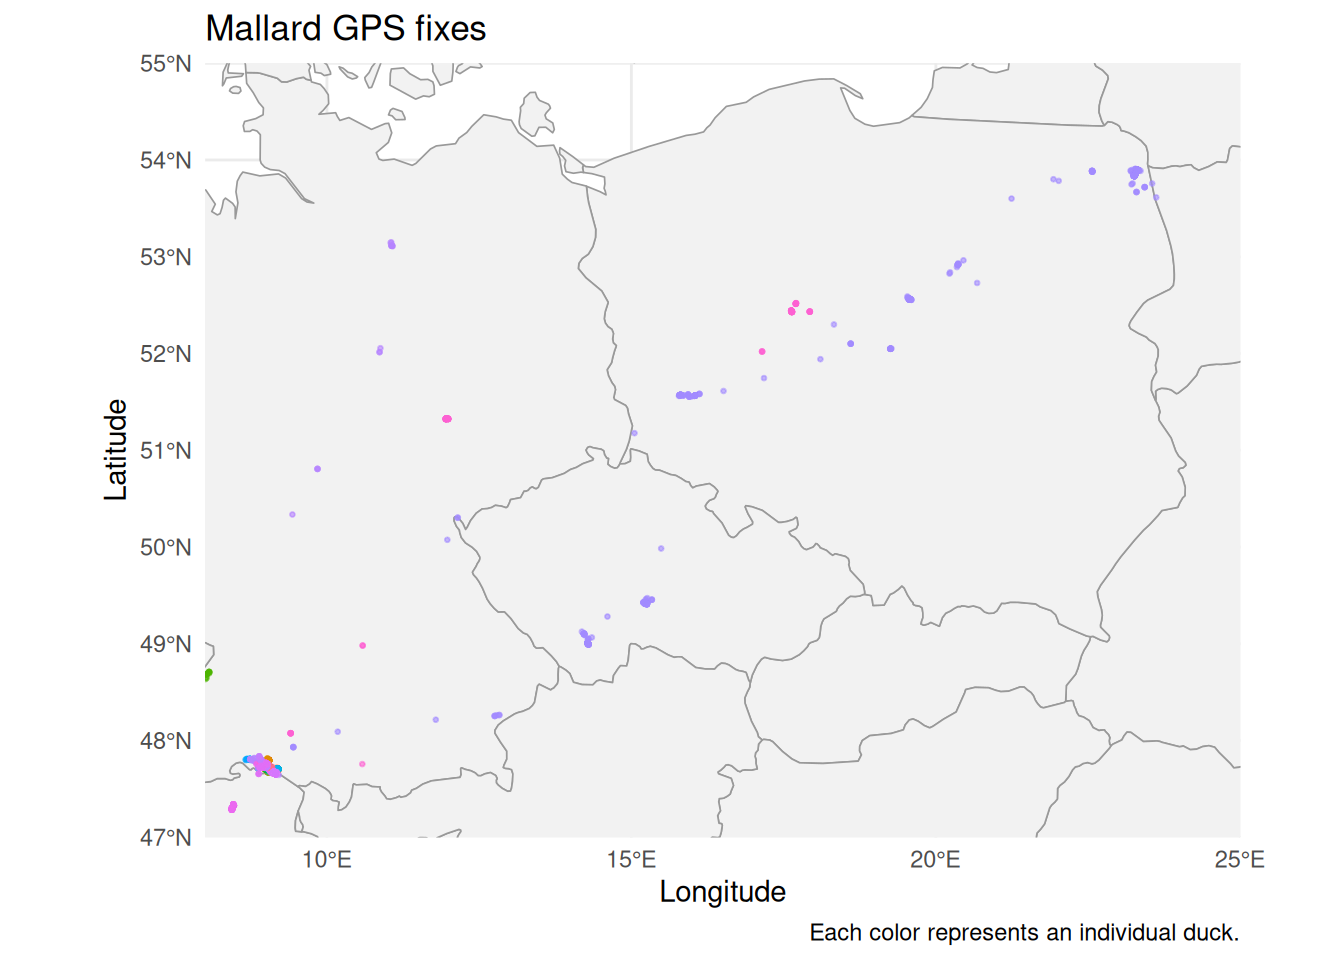 Mallard GPS fixes
55°N
54°N
53°N
52°N
51°N
50°N
49°N
48°N
47°N
Latitude
10°E
15°E
20°E
25°E
Longitude
Each color represents an individual duck.